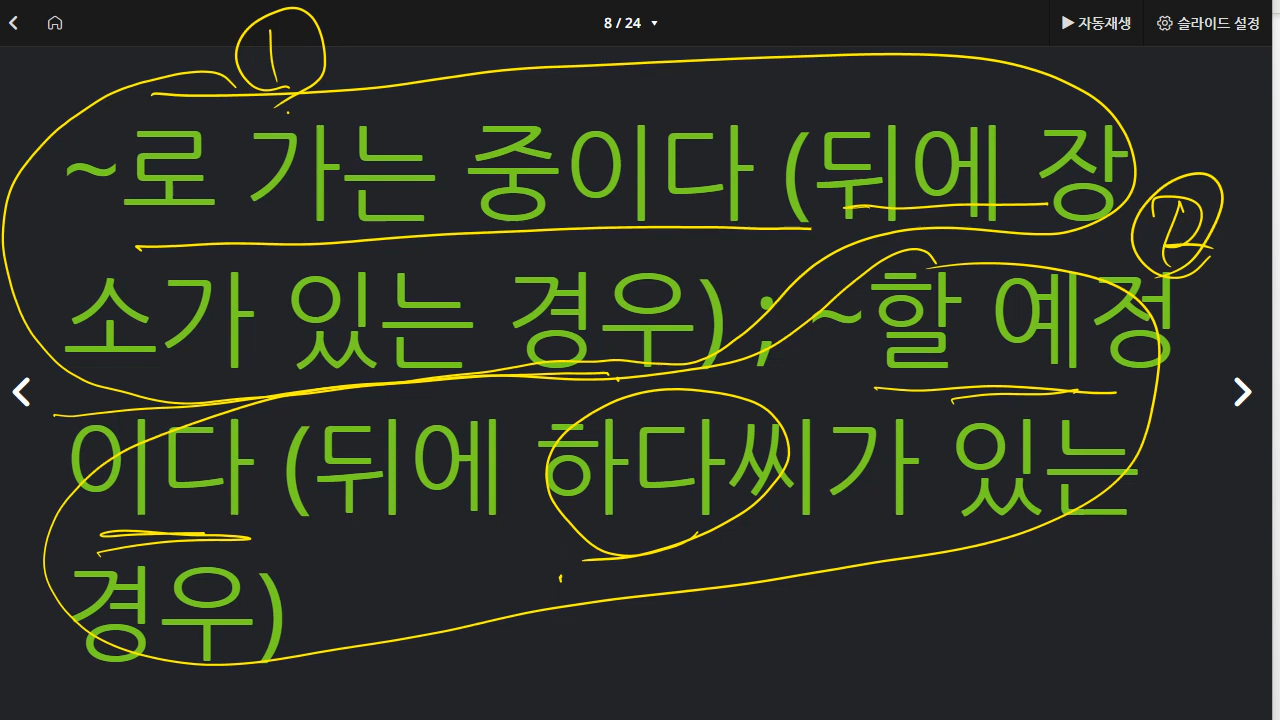 8 / 24
자동재생
슬라이드 설정
1
~로 가는 중이다 (뒤에 장
2
소가 있는 경우) ; ~할 예정
이다 (뒤에 하다씨가 있는
경우)